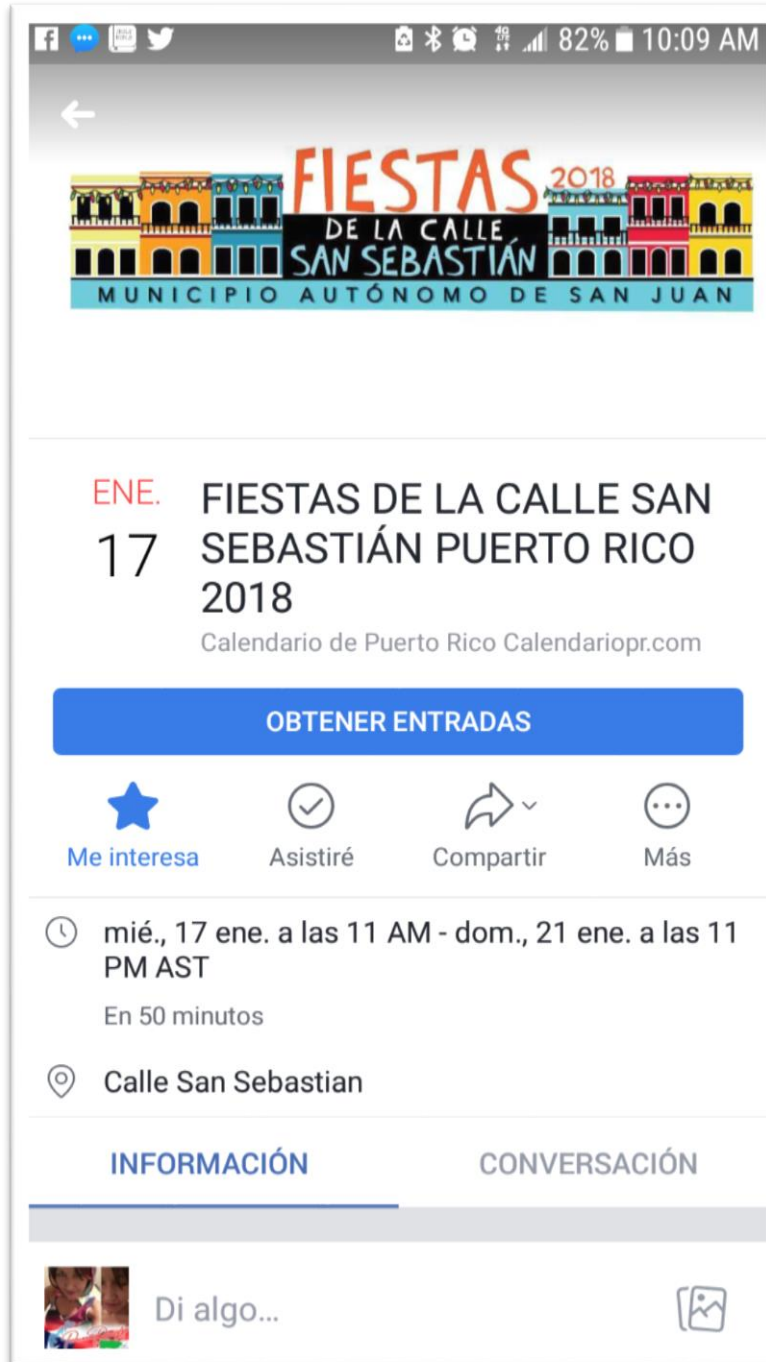 82% 10:09 AM
FIESTAS 2018
DE LA CALLE
SAN SEBASTIÁN
MUNICIPIO AUTÓNOMO DE SAN JUAN
ENE.
17
FIESTAS DE LA CALLE SAN
SEBASTIÁN PUERTO RICO
2018
Calendario de Puerto Rico Calendariopr.com
OBTENER ENTRADAS
Me interesa Asistiré Compartir Más
mié., 17 ene. a las 11 AM - dom., 21 ene. a las 11
PM AST
En 50 minutos
Calle San Sebastian
INFORMACIÓN CONVERSACIÓN
Di algo...